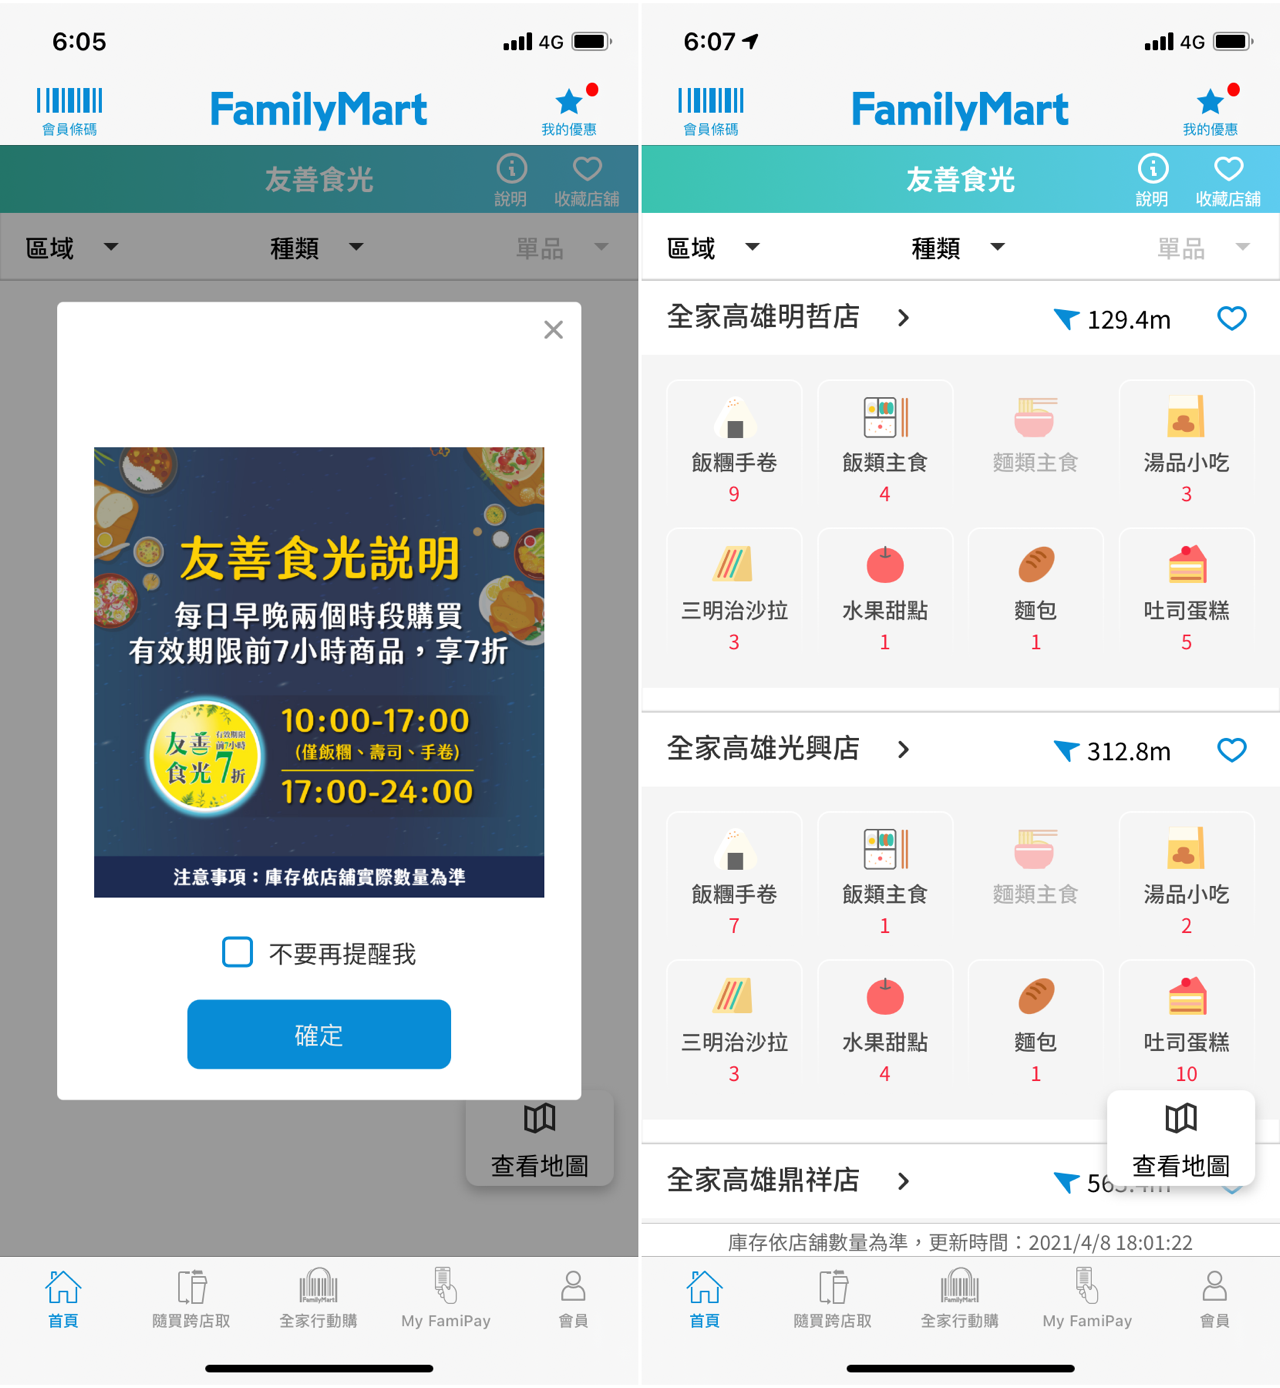 6:05
4G
會員條碼
FamilyMart
我的優惠
友善食光
說明
收藏店舖
區域
種類
單品
友善食光說明
每日早晚兩個時段購買
有效期限前7小時商品，享7折
友善
有效期限
前7小時
食光7折
10:00-17:00
(僅飯糰、壽司、手卷)
17:00-24:00
注意事項：庫存依店舖實際數量為準
不要再提醒我
確定
查看地圖
首頁
隨買跨店取
全家行動購
My FamiPay
會員
6:07
4G
會員條碼
FamilyMart
我的優惠
友善食光
說明
收藏店舖
區域
種類
單品
全家高雄明哲店
129.4m
飯糰手卷
飯類主食
麵類主食
湯品小吃
9
4
3
三明治沙拉
水果甜點
麵包
吐司蛋糕
3
1
1
5
全家高雄光興店
312.8m
飯糰手卷
飯類主食
麵類主食
湯品小吃
7
1
2
三明治沙拉
水果甜點
麵包
吐司蛋糕
3
4
1
10
查看地圖
全家高雄鼎祥店
庫存依店舖數量為準，更新時間：2021/4/8 18:01:22
首頁
隨買跨店取
全家行動購
My FamiPay
會員